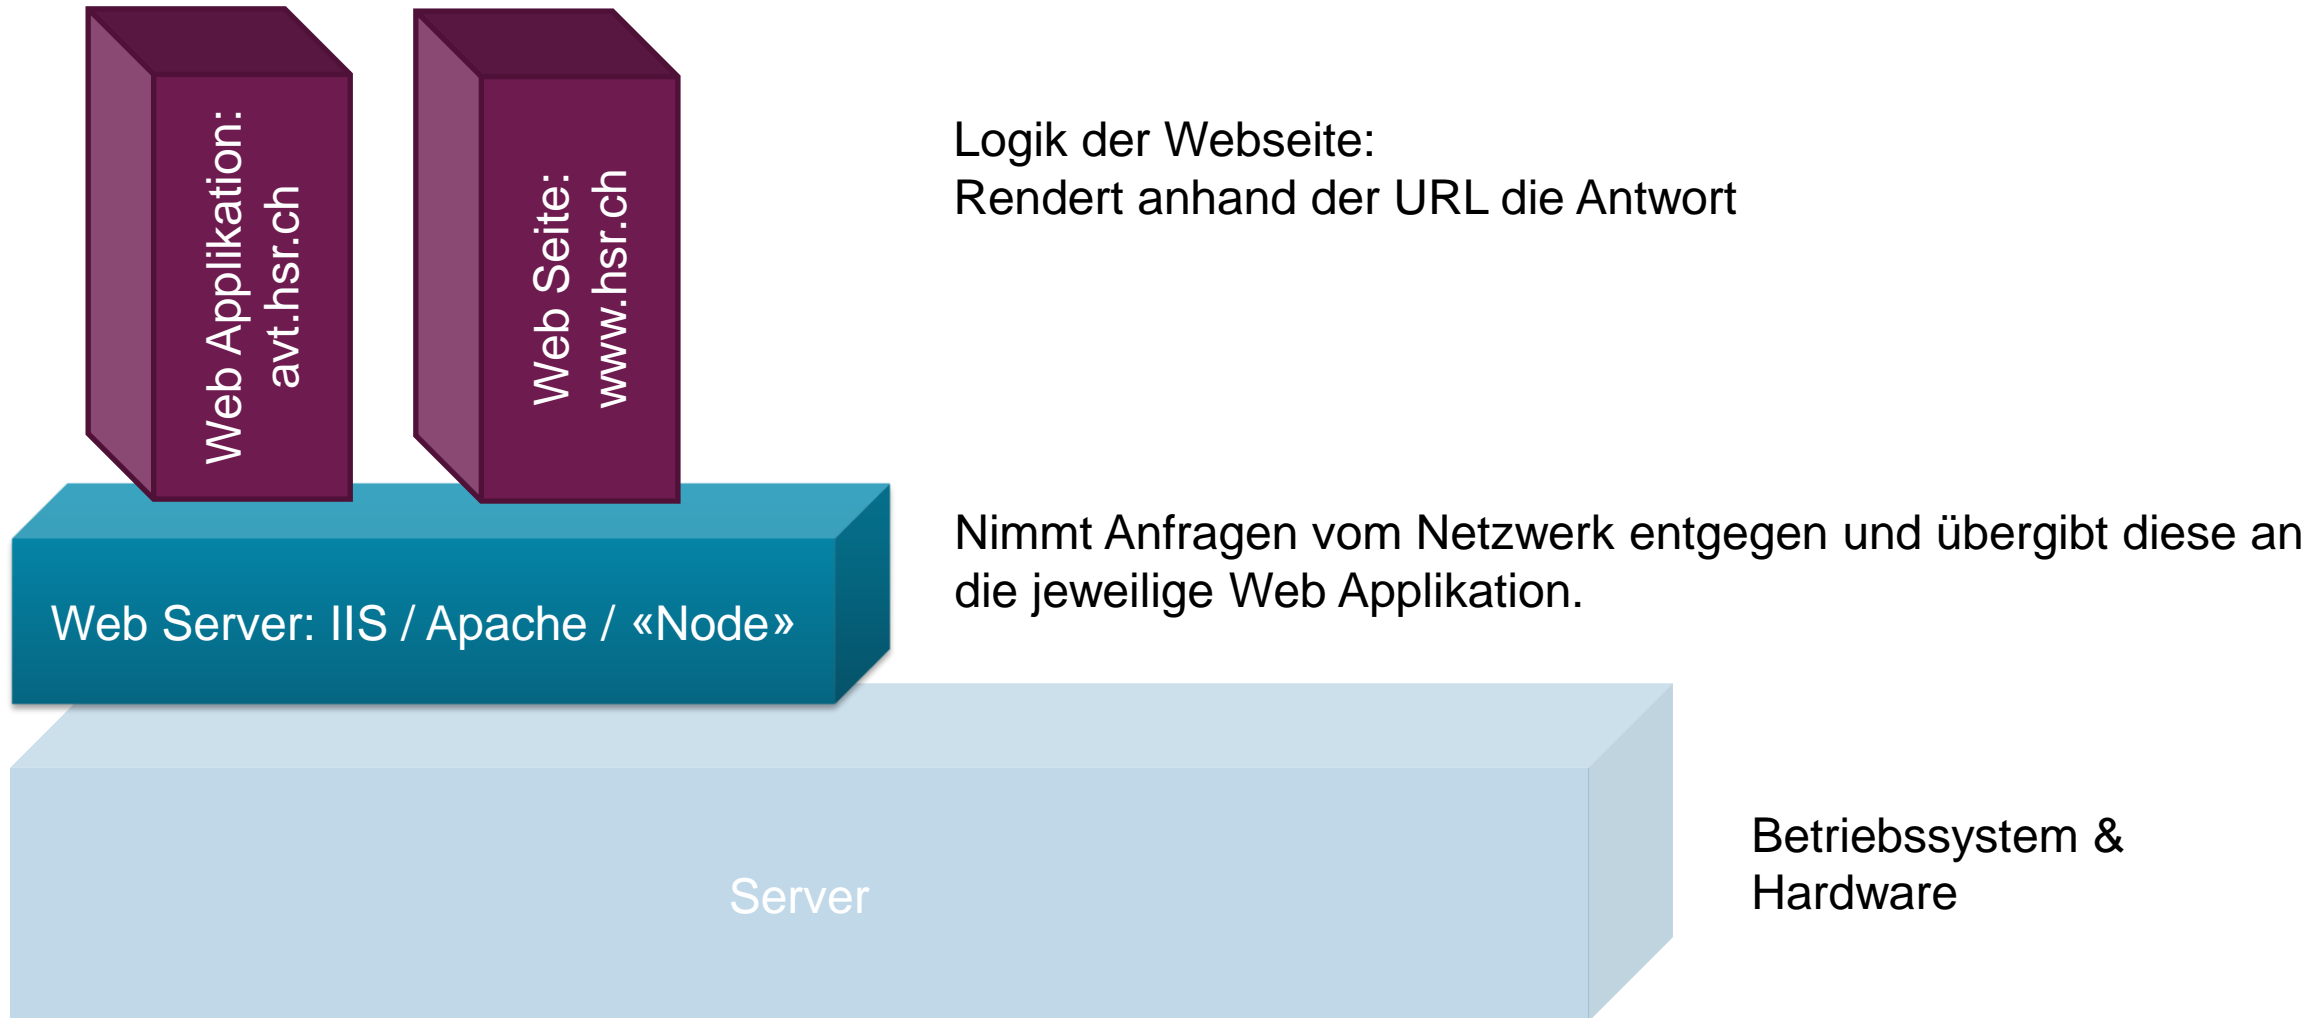 Web Applikation:
avt.hsr.ch
Web Seite:
www.hsr.ch
Logik der Webseite:
Rendert anhand der URL die Antwort
Nimmt Anfragen vom Netzwerk entgegen und übergibt diese an
die jeweilige Web Applikation.
Web Server: IIS / Apache / «Node»
Server
Betriebssystem &
Hardware